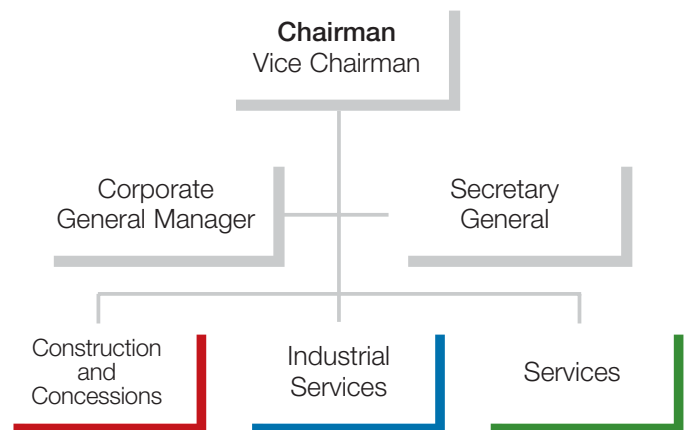 Chairman
Vice Chairman
Corporate
General Manager
Secretary
General
Construction
and
Concessions
Industrial
Services
Services